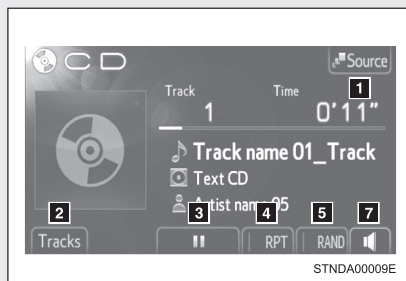 CD
Source
1
Track Time
1 0'11"
Track name 01_Track
Text CD
Artist name
2 3 4 5 7
Tracks RPT RAND
STNDA00009E